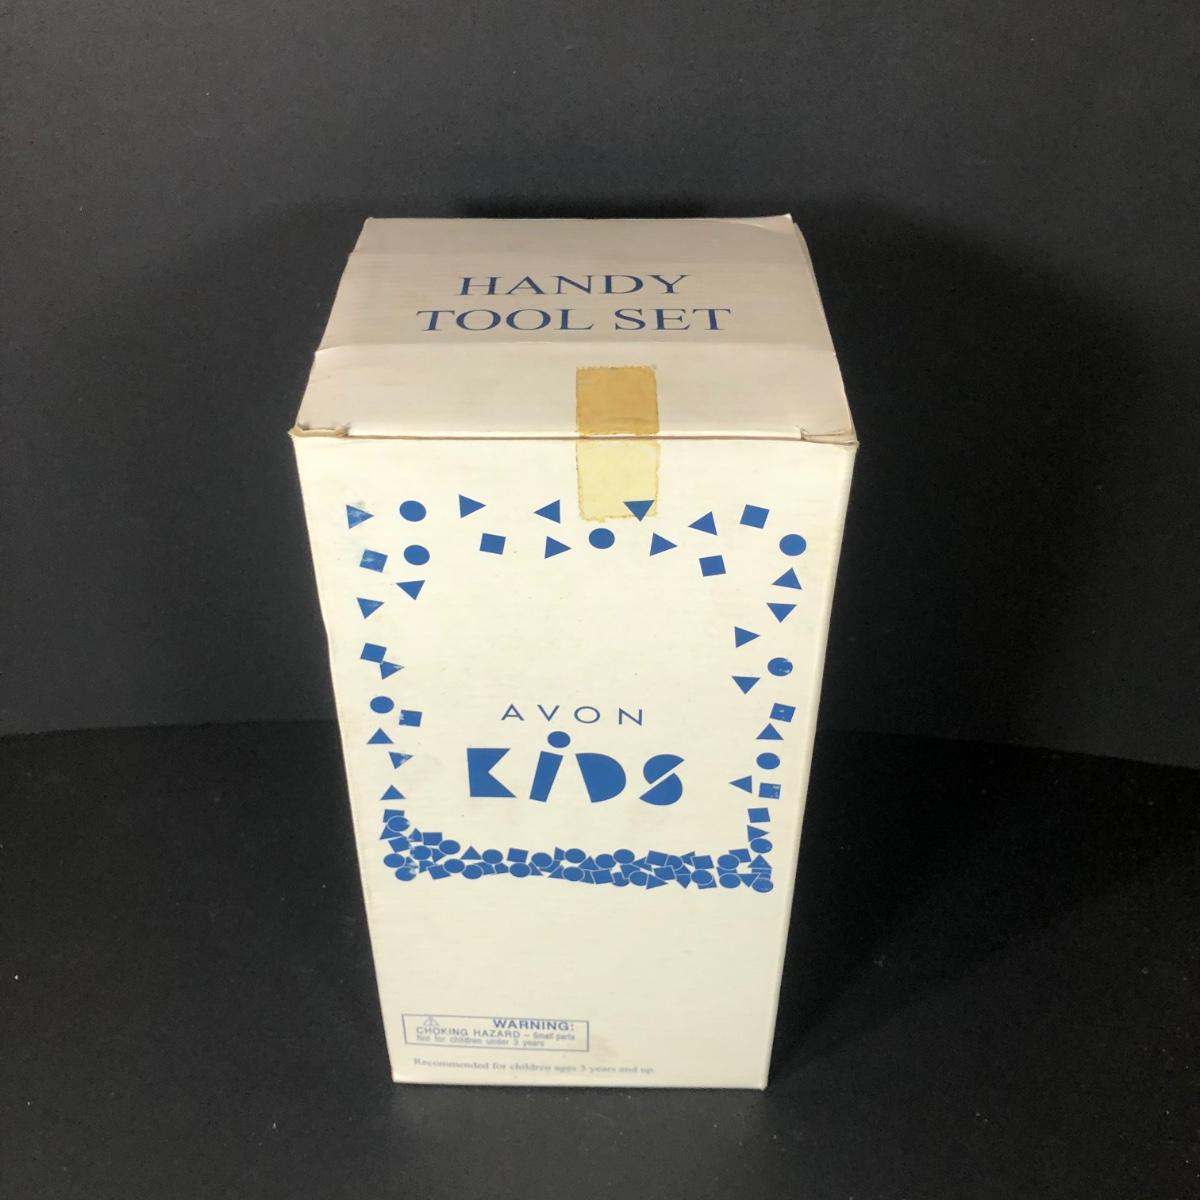 HANDY
TOOL SET
AVON
KiDS
WARNING:
CHOKING HAZARD – Small parts
Not for children under 3 years
Recommended for children ages 3 years and up.